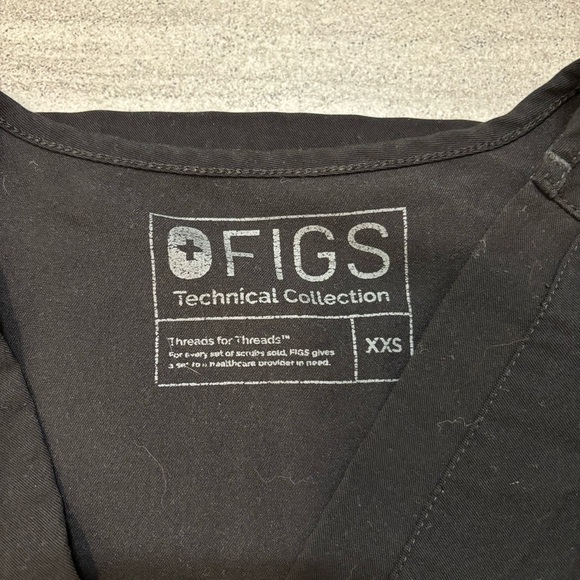 FIGS
Technical Collection
Threads for Threads™
For every set of scrubs sold, FIGS gives
a set to a healthcare provider in need.
XXS